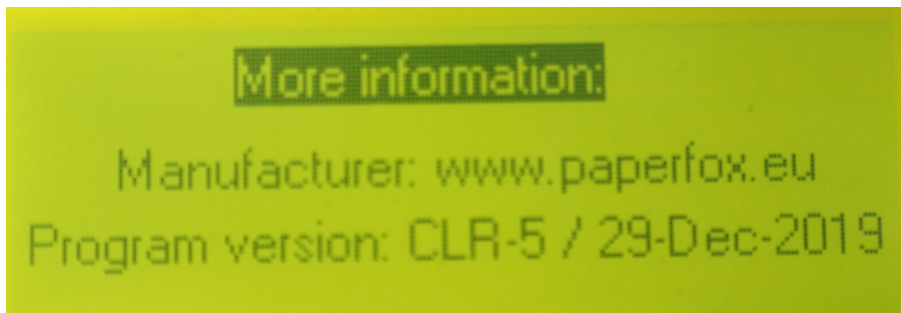 More information:
Manufacturer: www.paperfox.eu
Program version: CLR-5 / 29-Dec-2019